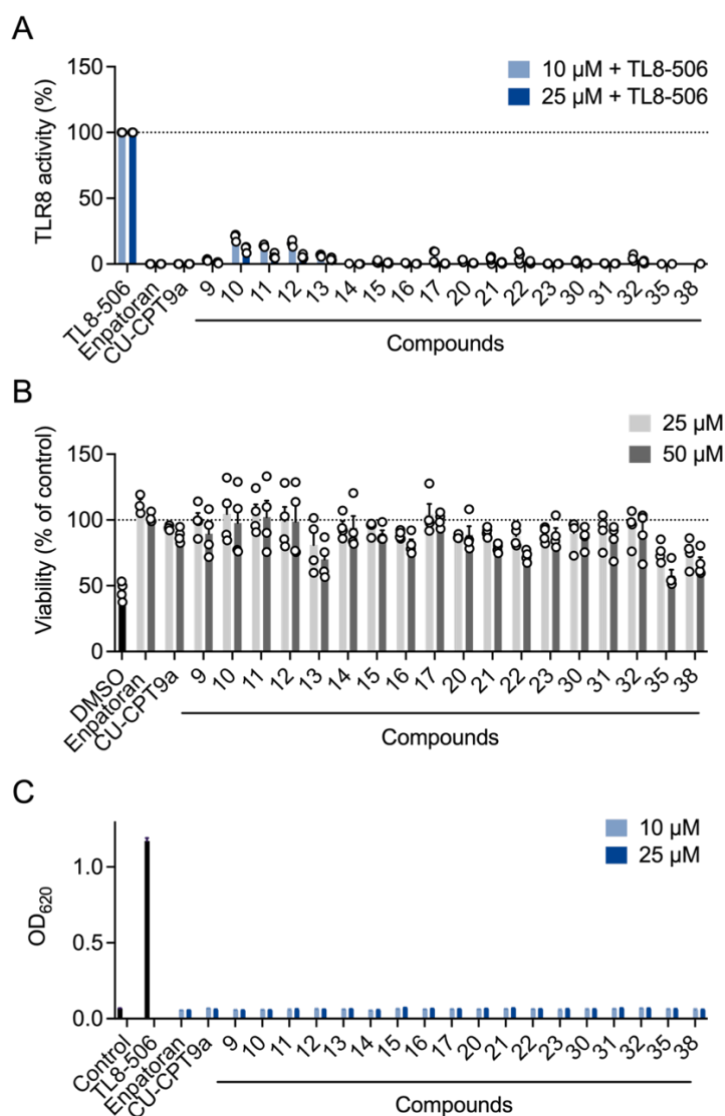 A
10 µM + TL8-506
25 µM + TL8-506
TLR8 activity (%)
150
100
50
0
TL8-506
Enpatoran
CU-CPT9a
9
10
11
12
13
14
15
16
17
20
21
22
23
30
31
32
35
38
Compounds
B
25 µM
50 µM
Viability (% of control)
150
100
50
0
DMSO
Enpatoran
CU-CPT9a
9
10
11
12
13
14
15
16
17
20
21
22
23
30
31
32
35
38
Compounds
C
10 µM
25 µM
OD620
1.0
0.5
0.0
Control
TL8-506
Enpatoran
CU-CPT9a
9
10
11
12
13
14
15
16
17
20
21
22
23
30
31
32
35
38
Compounds